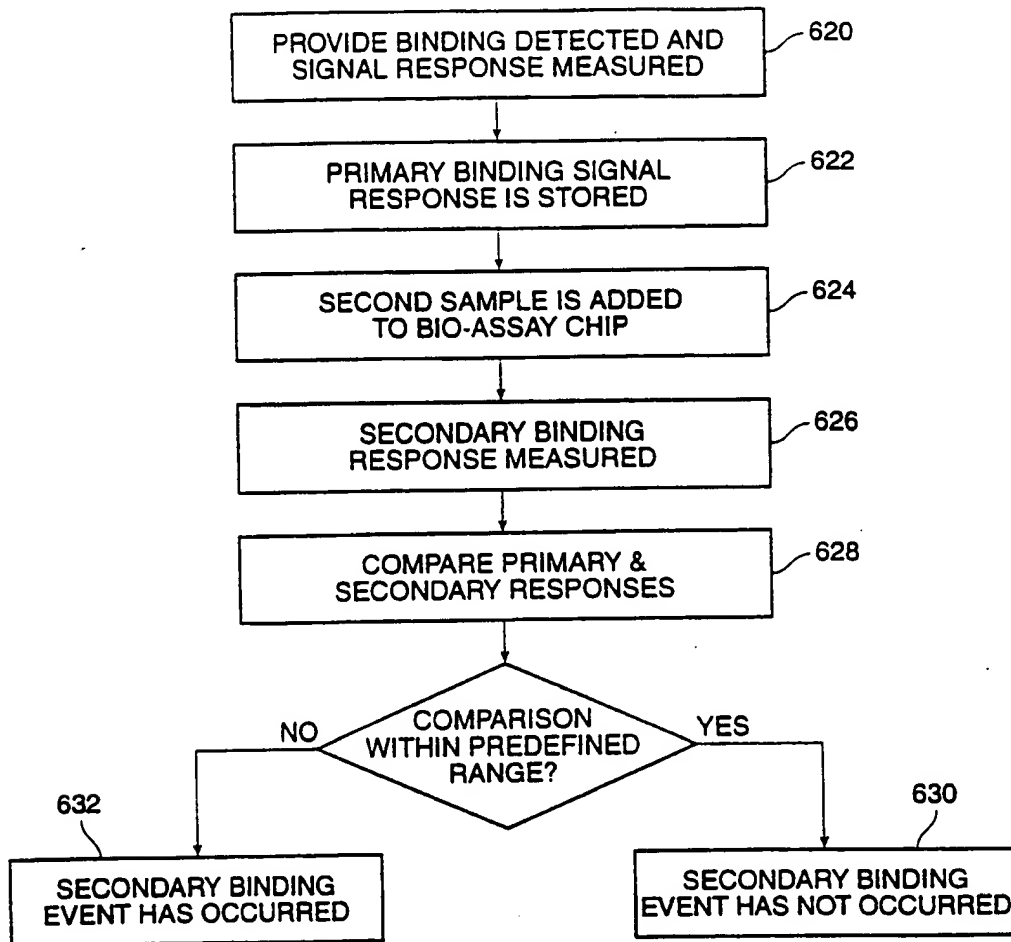 PROVIDE BINDING DETECTED AND
SIGNAL RESPONSE MEASURED
620
PRIMARY BINDING SIGNAL
RESPONSE IS STORED
622
SECOND SAMPLE IS ADDED
TO BIO-ASSAY CHIP
624
SECONDARY BINDING
RESPONSE MEASURED
626
COMPARE PRIMARY &
SECONDARY RESPONSES
628
COMPARISON
WITHIN PREDEFINED
RANGE?
NO
YES
632
SECONDARY BINDING
EVENT HAS OCCURRED
630
SECONDARY BINDING
EVENT HAS NOT OCCURRED